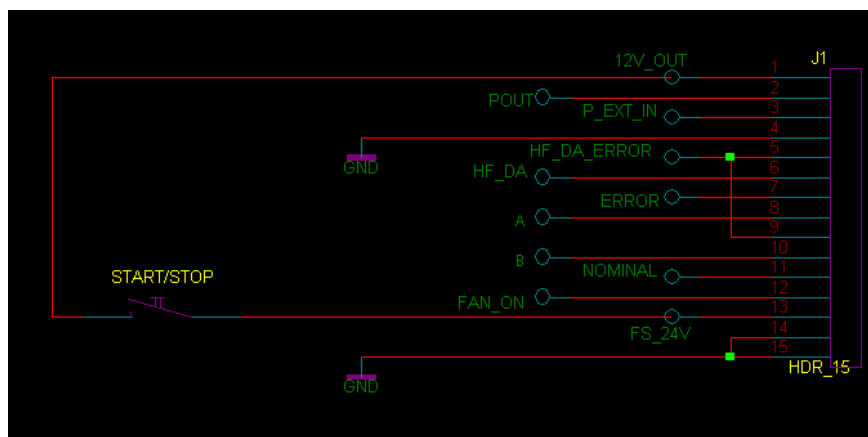 J1
12V_OUT
1
POUT
2
P_EXT_IN
3
4
GND
HF_DA_ERROR
5
HF_DA
6
ERROR
7
A
8
9
B
10
NOMINAL
11
START/STOP
FAN_ON
12
13
FS_24V
14
15
GND
HDR_15